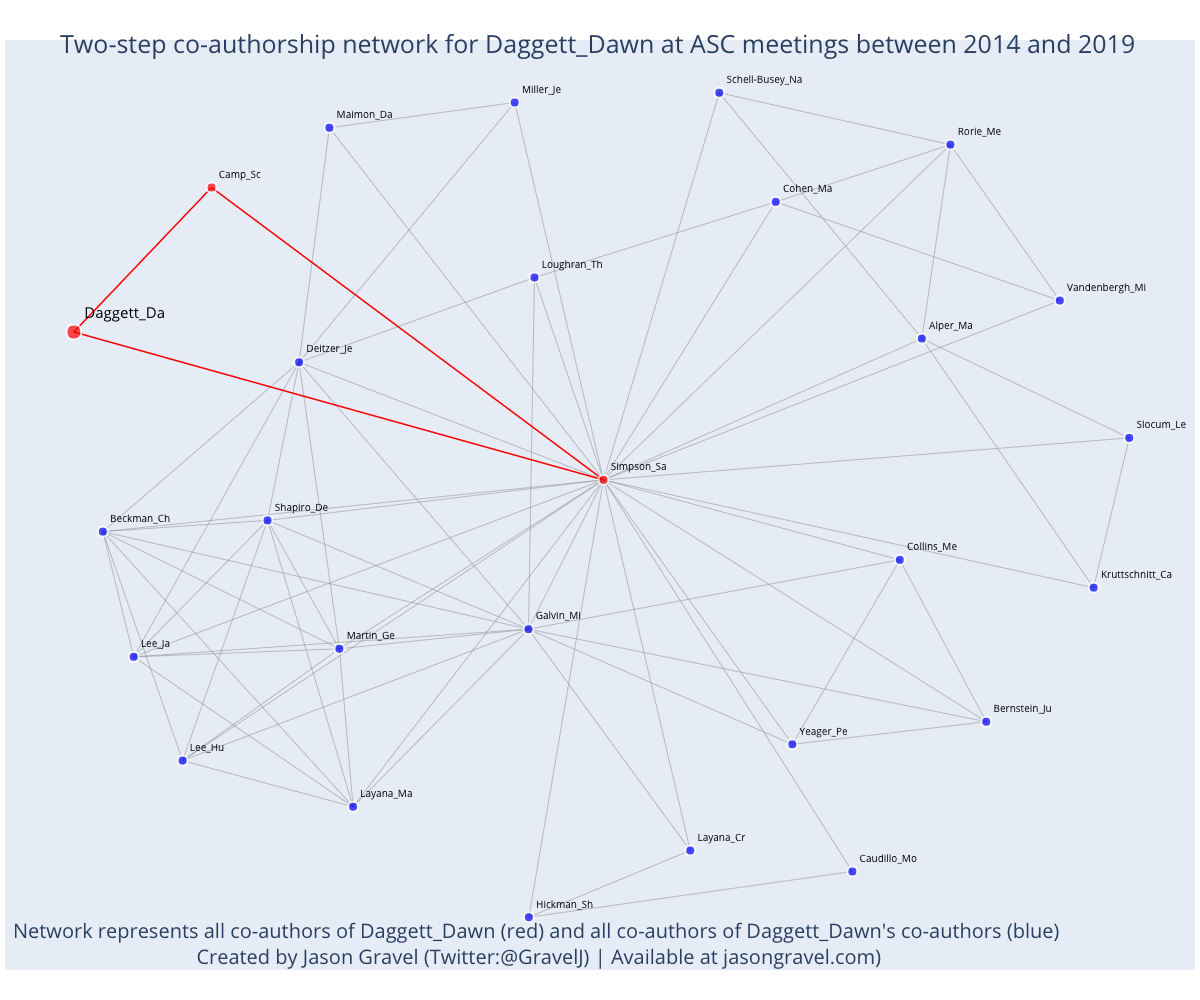 Two-step co-authorship network for Daggett_Dawn at ASC meetings between 2014 and 2019
Schell-Busey_Na
Miller_Je
Maimon_Da
Rorie_Me
Camp_Sc
Cohen_Ma
Loughran_Th
Vandenbergh_Mi
Daggett_Da
Alper_Ma
Deitzer_Je
Slocum_Le
Simpson_Sa
Shapiro_De
Beckman_Ch
Collins_Me
Kruttschnitt_Ca
Galvin_Mi
Martin_Ge
Lee_Ja
Bernstein_Ju
Yeager_Pe
Lee_Hu
Layana_Ma
Layana_Cr
Caudillo_Mo
Hickman_Sh
Network represents all co-authors of Daggett_Dawn (red) and all co-authors of Daggett_Dawn's co-authors (blue)
Created by Jason Gravel (Twitter:@GravelJ) | Available at jasongravel.com)